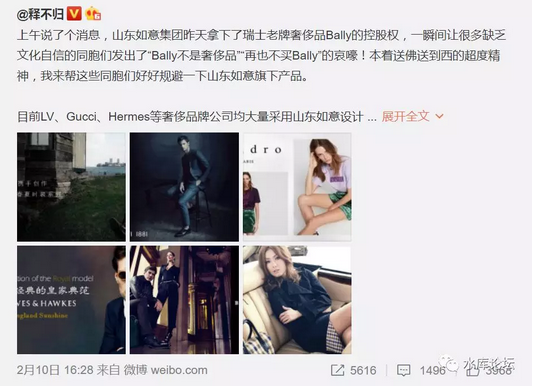 @释不归
上午说了个消息，山东如意集团昨天拿下了瑞士老牌奢侈品Bally的控股权，一瞬间让很多缺乏
文化自信的同胞们发出了“Bally不是奢侈品”“再也不买Bally”的哀嚎！本着送佛送到西的超度精
神，我来帮这些同胞们好好规避一下山东如意旗下产品。
目前LV、Gucci、Hermes等奢侈品牌公司均大量采用山东如意设计 ... 展开全文
1881
dro
tion of the Royal model
经典的皇家典范
VES & HAWKES
ngland Sunshine
2月10日 16:28 来自 微博 weibo.com
5616
1496
3968
水库论坛